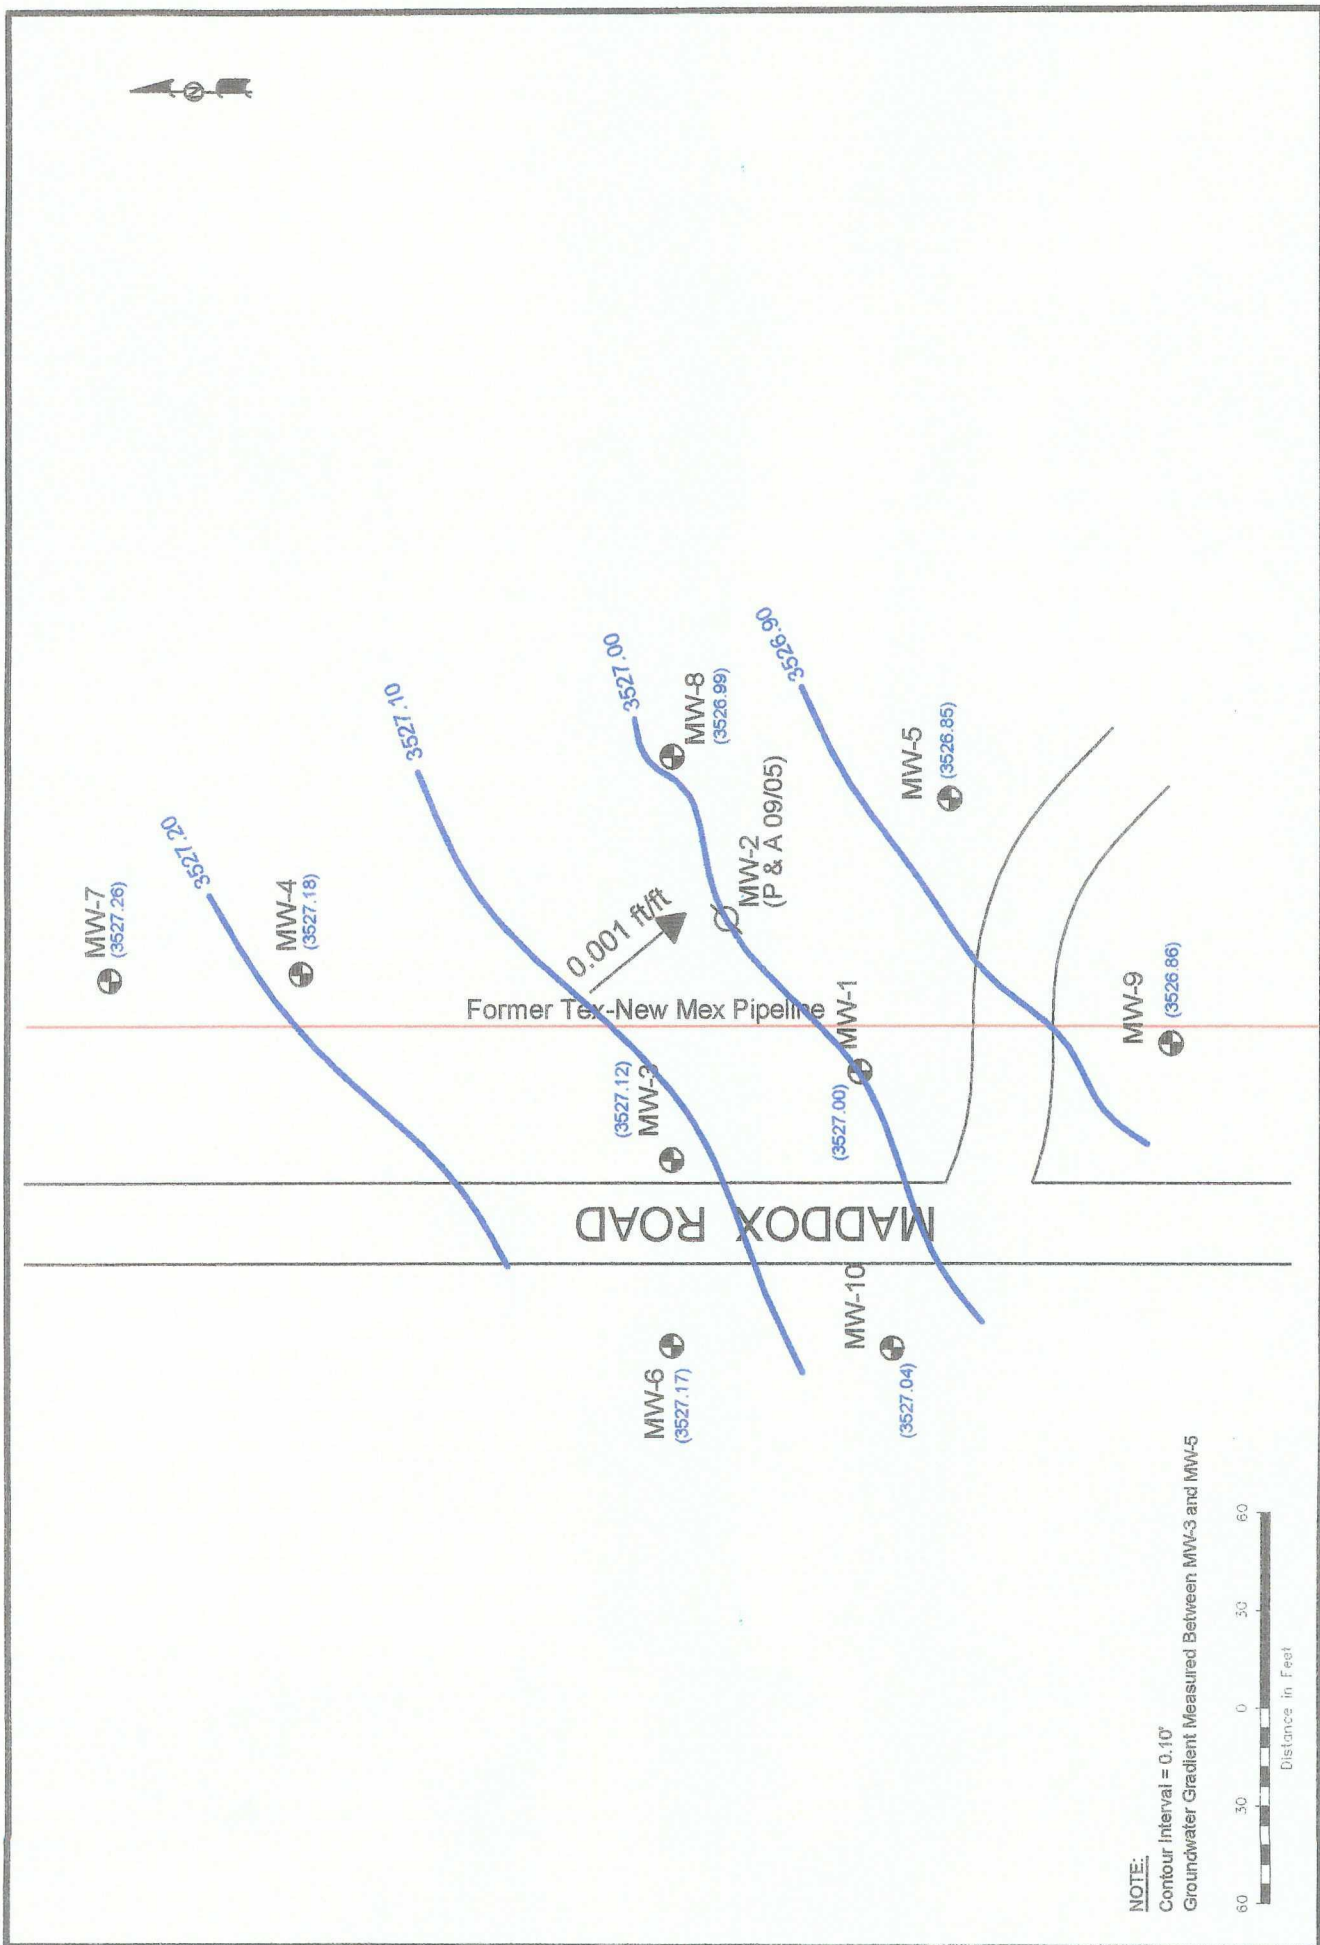 N
MW-7
(3527.26)
3527.20
MW-4
(3527.18)
3527.10
3527.00
MW-8
(3526.99)
0.001 ft/ft
Former Tex-New Mex Pipeline
MW-2
(P & A 09/05)
3526.90
(3527.12)
MW-3
MW-1
(3527.00)
MW-5
(3526.85)
MADDOX ROAD
MW-6
(3527.17)
MW-10
(3527.04)
MW-9
(3526.86)
NOTE:
Contour Interval = 0.10'
Groundwater Gradient Measured Between MW-3 and MW-5
60 30 0 30 60
Distance in Feet